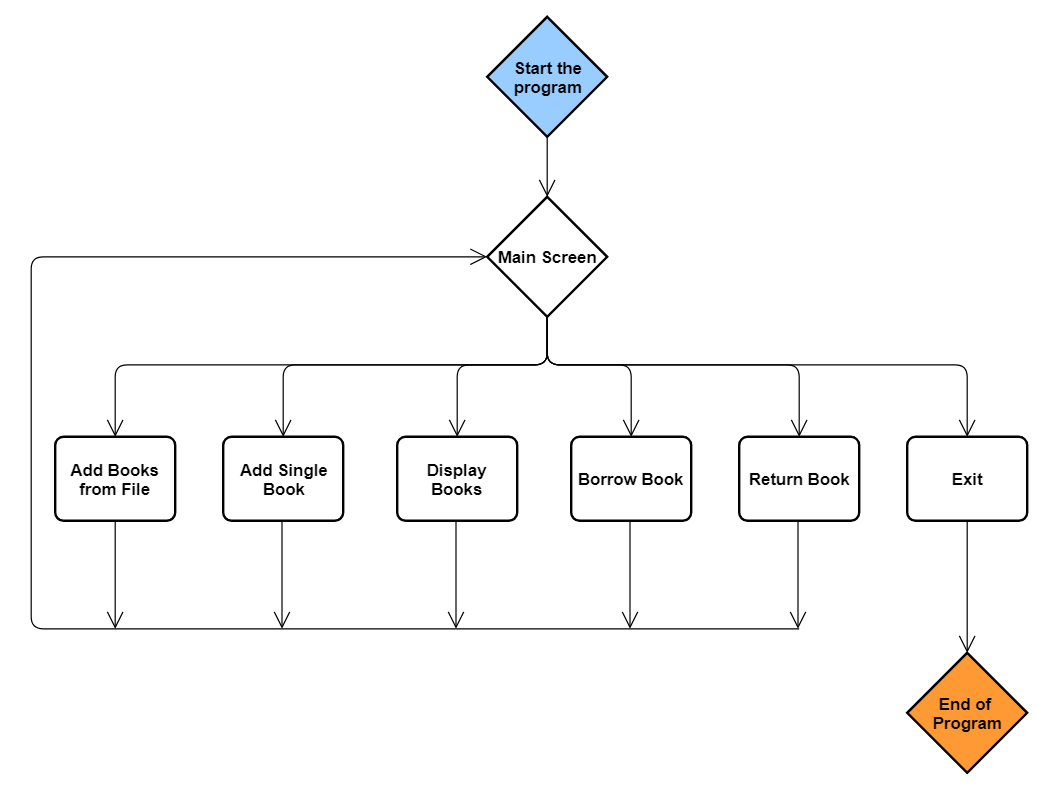 Start the
program
Main Screen
Add Books
from File
Add Single
Book
Display
Books
Borrow Book
Return Book
Exit
End of
Program